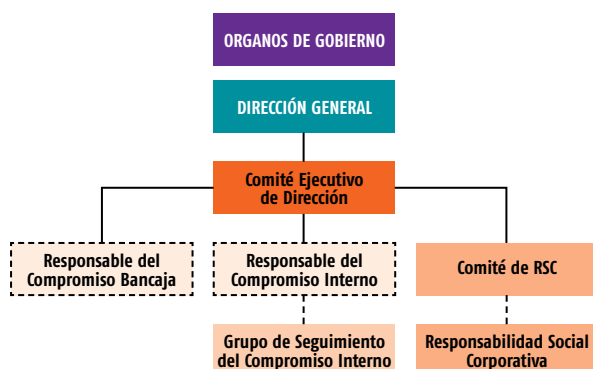 ORGANOS DE GOBIERNO
DIRECCIÓN GENERAL
Comité Ejecutivo
de Dirección
Responsable del
Compromiso Bancaja
Responsable del
Compromiso Interno
Comité de RSC
Grupo de Seguimiento
del Compromiso Interno
Responsabilidad Social
Corporativa